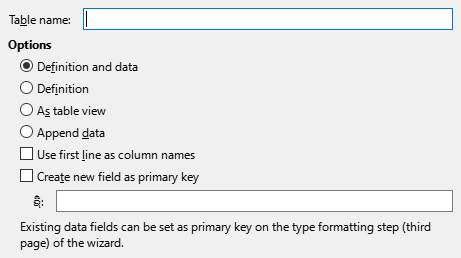 Table name:
Options
Definition and data
Definition
As table view
Append data
Use first line as column names
Create new field as primary key
ຊື່:
Existing data fields can be set as primary key on the type formatting step (third
page) of the wizard.